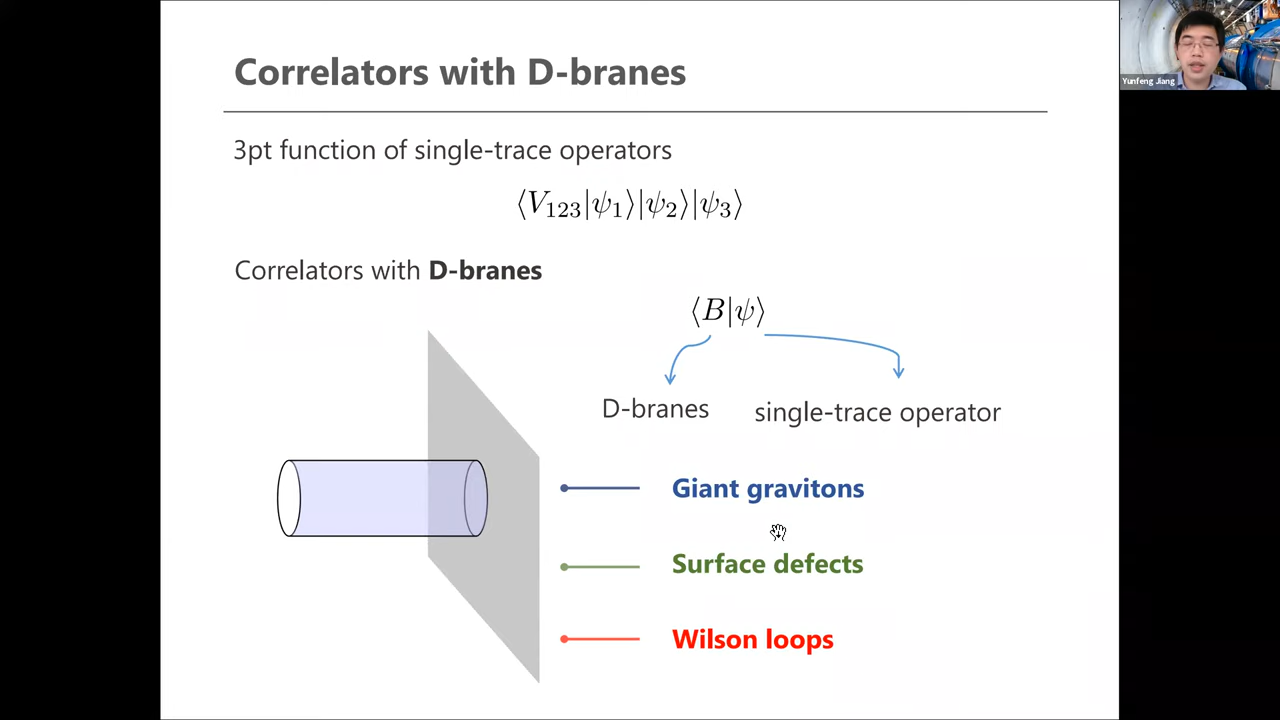 Correlators with D-branes
Yunfeng Jiang
3pt function of single-trace operators
⟨V₁₂₃|ψ₁⟩|ψ₂⟩|ψ₃⟩
Correlators with D-branes
⟨B|ψ⟩
D-branes
single-trace operator
Giant gravitons
Surface defects
Wilson loops